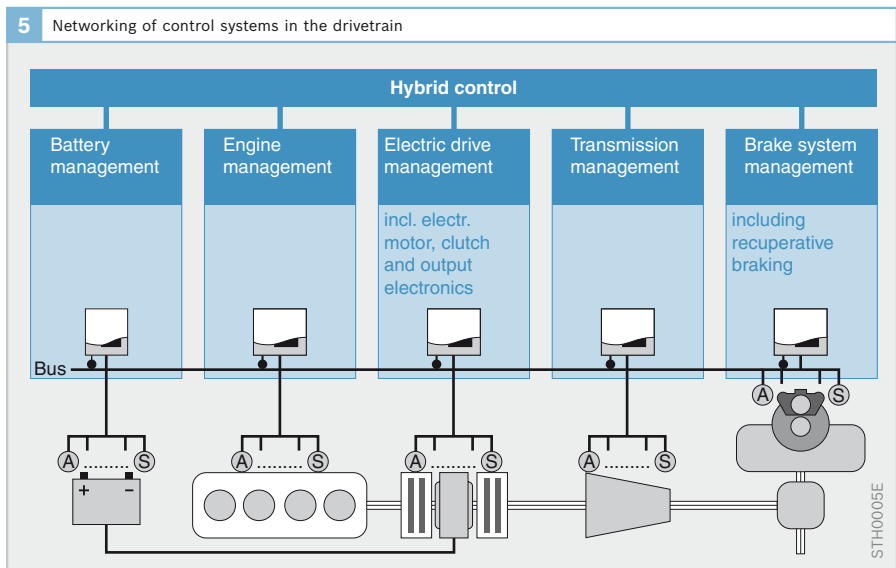 5 Networking of control systems in the drivetrain
Hybrid control
Battery
management
Engine
management
Electric drive
management
incl. electr.
motor, clutch
and output
electronics
Transmission
management
Brake system
management
including
recuperative
braking
Bus
A S
A ......... S
A ......... S
A ......... S
A ......... S
+ –
STH0005E